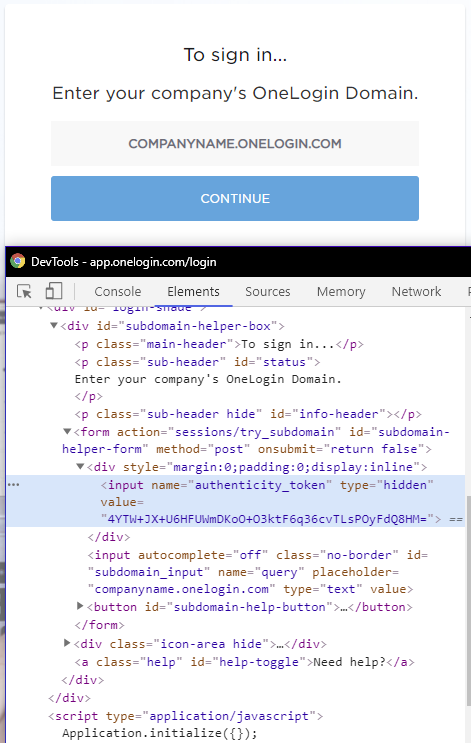 To sign in...
Enter your company's OneLogin Domain.
COMPANYNAME.ONELOGIN.COM
CONTINUE
DevTools - app.onelogin.com/login
Console Elements Sources Memory Network
<div id="login-shade">
<div id="subdomain-helper-box">
<p class="main-header">To sign in...</p>
<p class="sub-header" id="status">
Enter your company's OneLogin Domain.
</p>
<p class="sub-header hide" id="info-header"></p>
<form action="sessions/try_subdomain" id="subdomain-
helper-form" method="post" onsubmit="return false">
<div style="margin:0;padding:0;display:inline">
… <input name="authenticity_token" type="hidden"
value=
"4YTW+JX+U6HFUWmDKoO+O3ktF6q36cvTLsPOyFdQ8HM="> ==
</div>
<input autocomplete="off" class="no-border" id=
"subdomain_input" name="query" placeholder=
"companyname.onelogin.com" type="text" value>
<button id="subdomain-help-button">…</button>
</form>
<div class="icon-area hide">…</div>
<a class="help" id="help-toggle">Need help?</a>
</div>
</div>
<script type="application/javascript">
Application.initialize({});